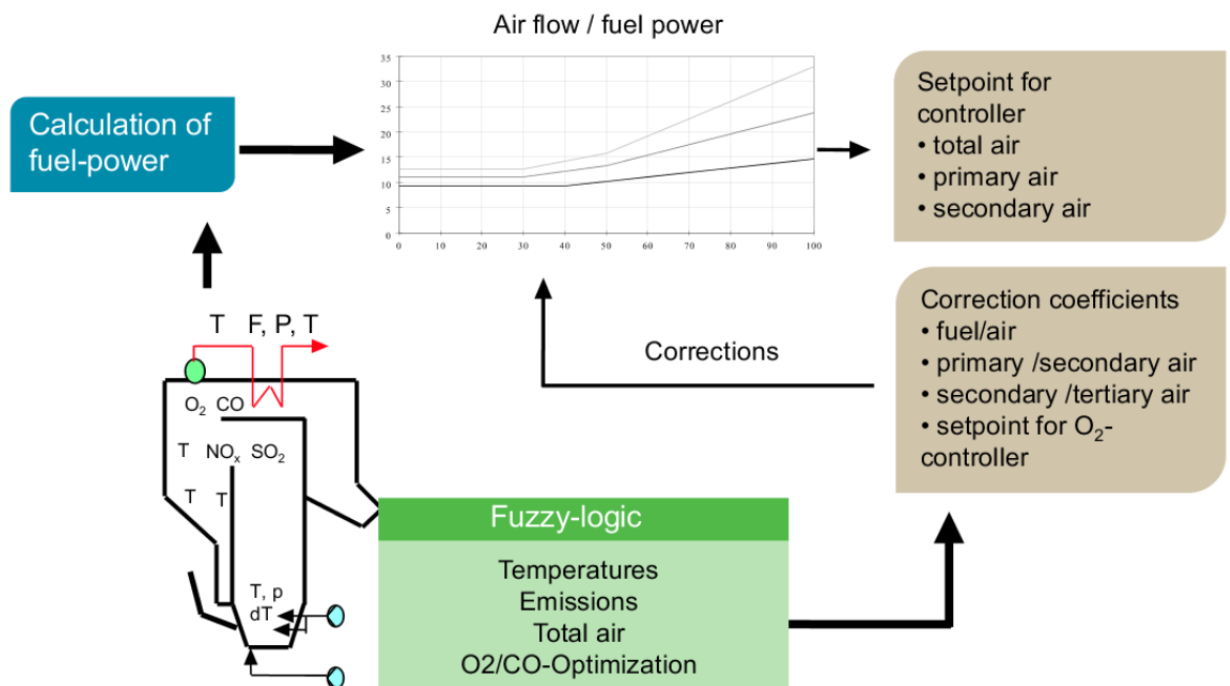 Air flow / fuel power
Calculation of
fuel-power
35
30
25
20
15
10
5
0
0 10 20 30 40 50 60 70 80 90 100
Setpoint for
controller
• total air
• primary air
• secondary air
Correction coefficients
• fuel/air
• primary /secondary air
• secondary /tertiary air
• setpoint for O₂-
controller
Corrections
T F, P, T
O₂ CO
T NOₓ SO₂
T T
T, p
dT
Fuzzy-logic
Temperatures
Emissions
Total air
O2/CO-Optimization